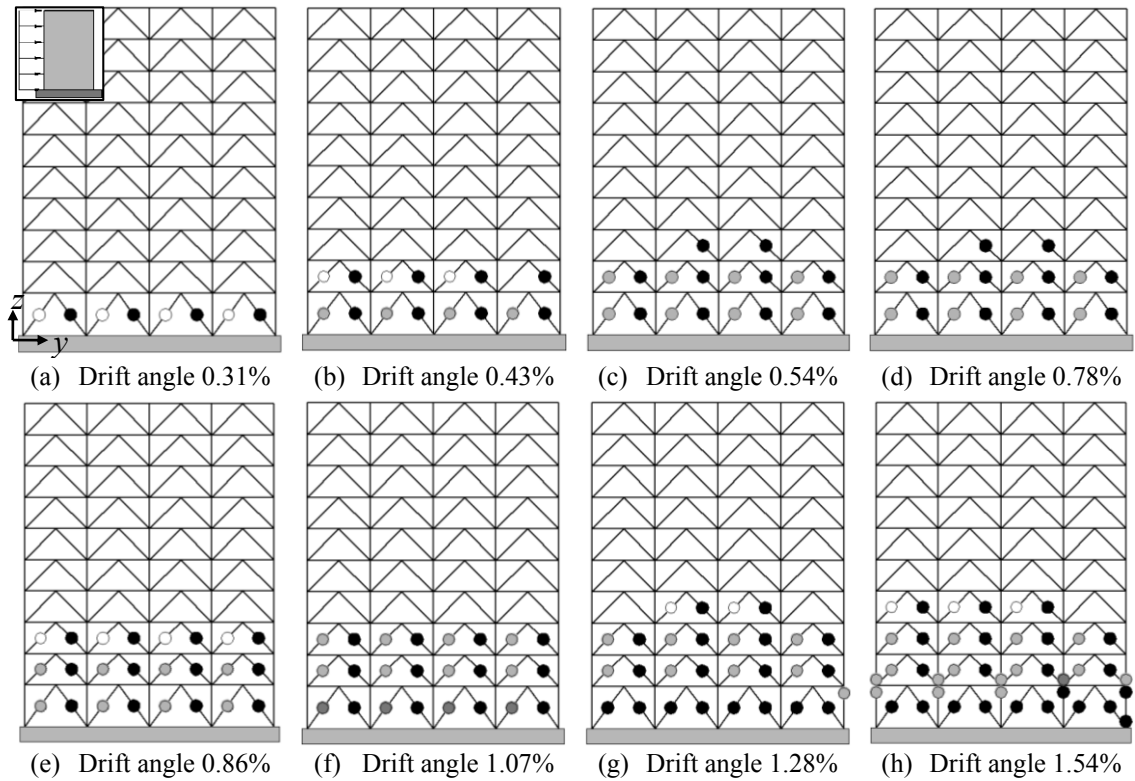 z
y
(a) Drift angle 0.31%
(b) Drift angle 0.43%
(c) Drift angle 0.54%
(d) Drift angle 0.78%
(e) Drift angle 0.86%
(f) Drift angle 1.07%
(g) Drift angle 1.28%
(h) Drift angle 1.54%